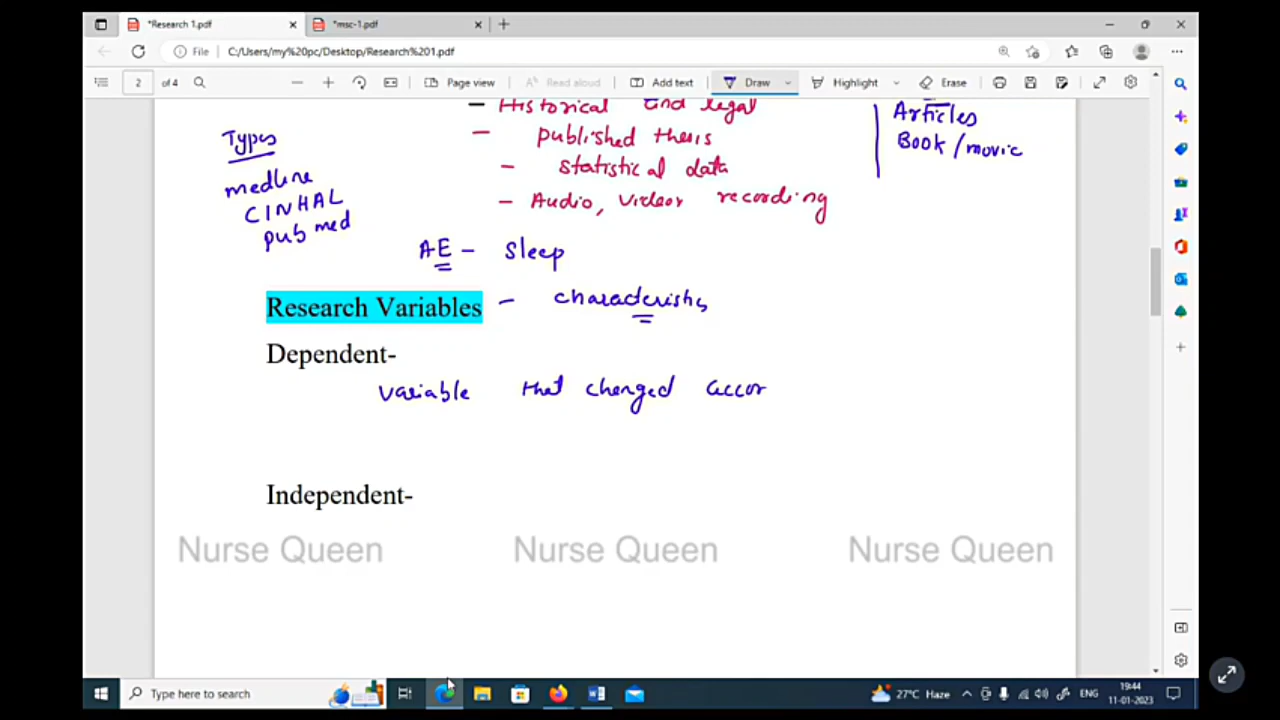 *Research 1.pdf
*msc-1.pdf
File C:/Users/my%20pc/Desktop/Research%201.pdf
2 of 4 Page view Read aloud Add text Draw Highlight Erase
- Historical and legal
- published thesis
- statistical data
- Audio, videos recording
Articles
Book / movie
Types
medline
CINHAL
pub med
AE - Sleep
Research Variables - characteristics
Dependent-
variable that changed accor
Independent-
Nurse Queen Nurse Queen Nurse Queen
Type here to search
27°C Haze ENG 19:44
11-01-2023